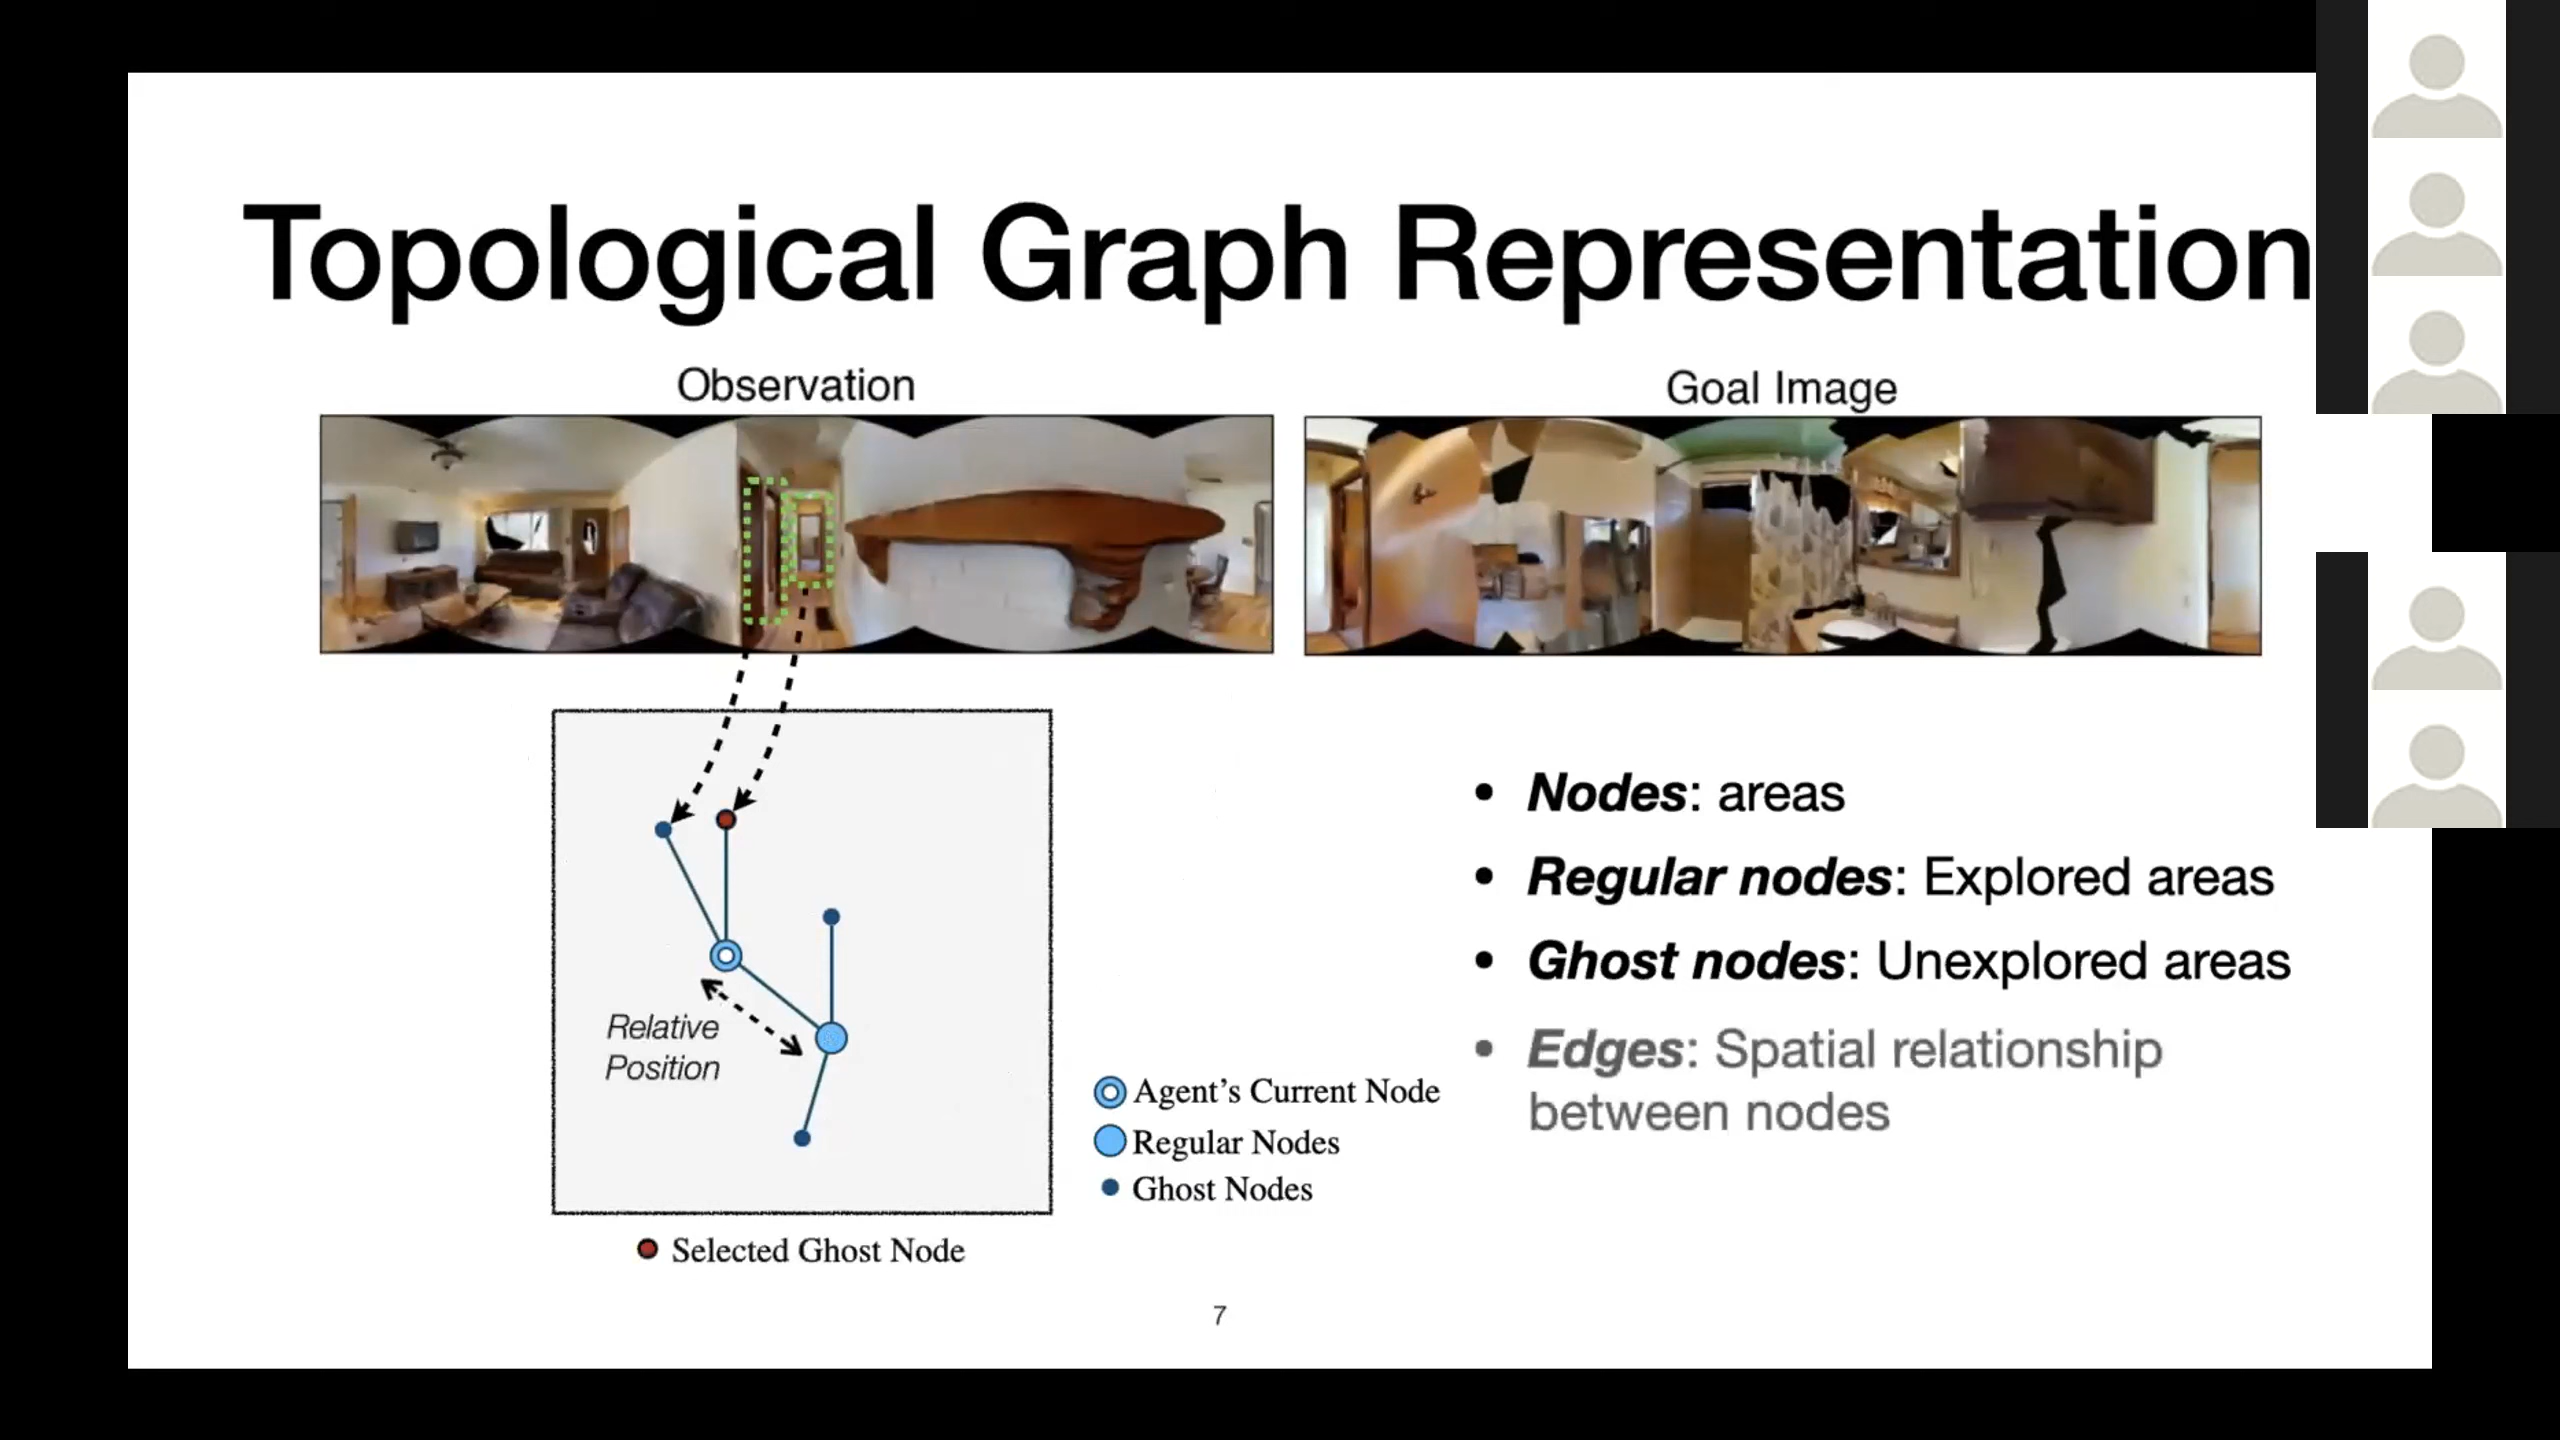 Topological Graph Representation
Observation
Goal Image
Relative
Position
Agent's Current Node
Regular Nodes
Ghost Nodes
Selected Ghost Node
• Nodes: areas
• Regular nodes: Explored areas
• Ghost nodes: Unexplored areas
• Edges: Spatial relationship
between nodes
7